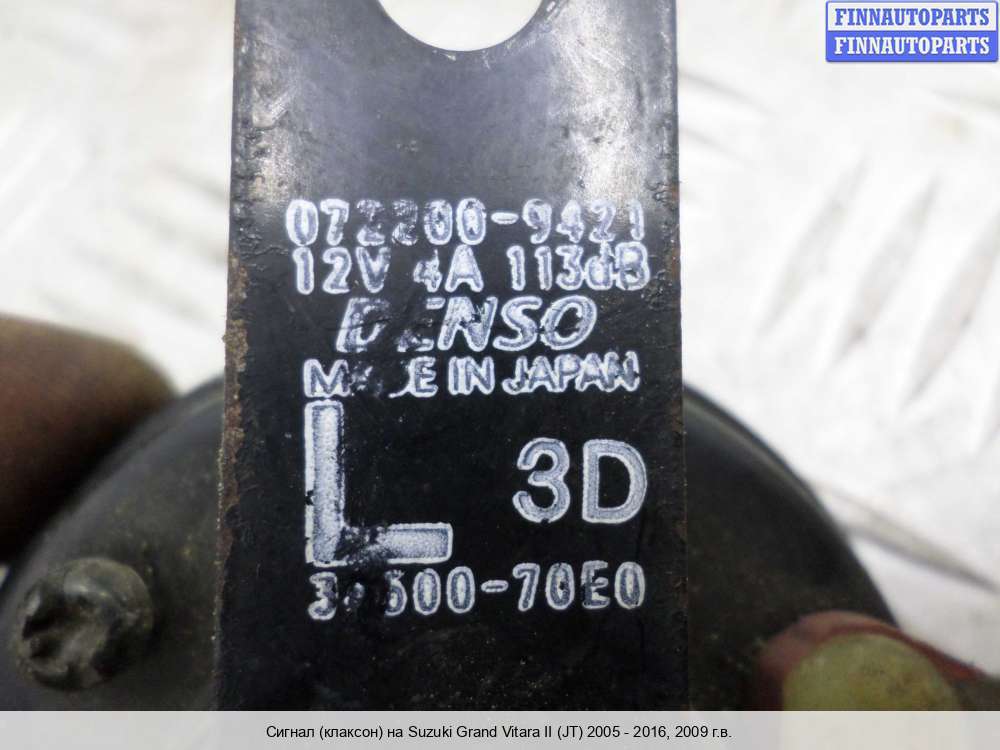 FINNAUTOPARTS
FINNAUTOPARTS
072200-9421
12V 4A 113dB
DENSO
MADE IN JAPAN
L 3D
Сигнал (клаксон) на Suzuki Grand Vitara II (JT) 2005 - 2016, 2009 г.в.